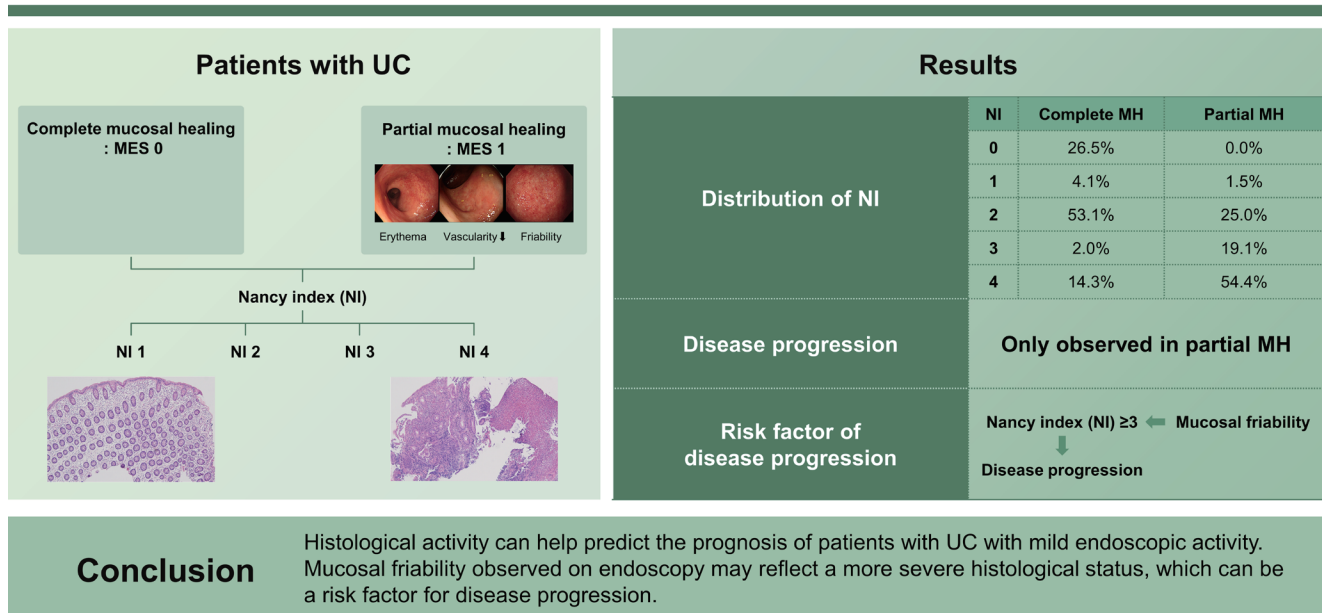 Patients with UC
Complete mucosal healing
: MES 0
Partial mucosal healing
: MES 1
Erythema Vascularity⬇ Friability
Nancy index (NI)
NI 1 NI 2 NI 3 NI 4
Results
Distribution of NI
NI Complete MH Partial MH
0 26.5% 0.0%
1 4.1% 1.5%
2 53.1% 25.0%
3 2.0% 19.1%
4 14.3% 54.4%
Disease progression
Only observed in partial MH
Risk factor of
disease progression
Nancy index (NI) ≥3 ⬅ Mucosal friability
⬇
Disease progression
Conclusion
Histological activity can help predict the prognosis of patients with UC with mild endoscopic activity.
Mucosal friability observed on endoscopy may reflect a more severe histological status, which can be
a risk factor for disease progression.